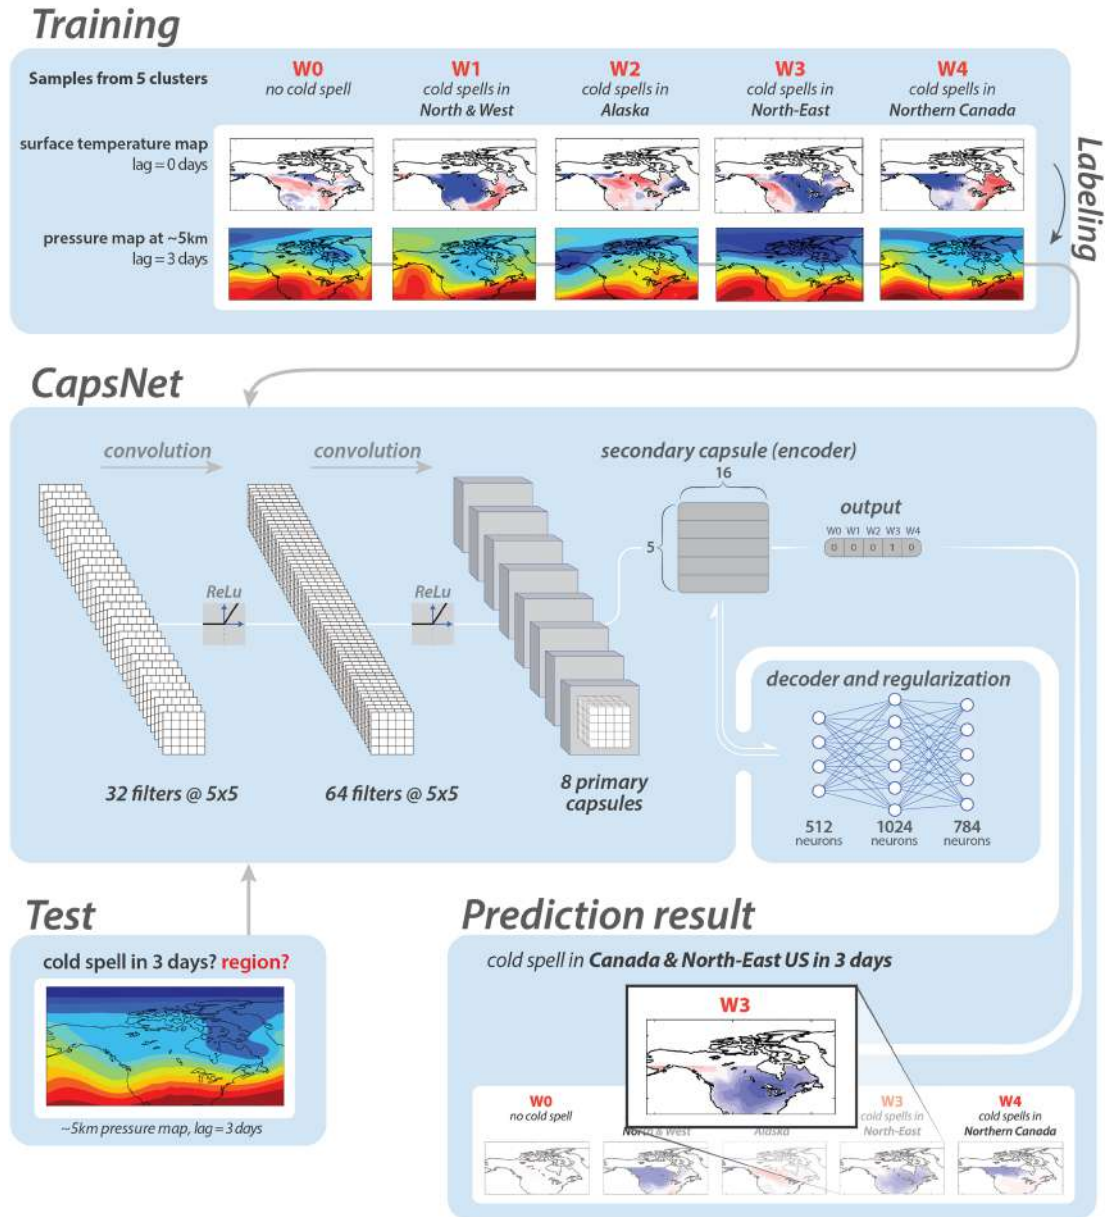 Training
Samples from 5 clusters
W0
no cold spell
W1
cold spells in
North & West
W2
cold spells in
Alaska
W3
cold spells in
North-East
W4
cold spells in
Northern Canada
surface temperature map
lag = 0 days
pressure map at ~5km
lag = 3 days
Labeling
CapsNet
convolution
convolution
secondary capsule (encoder)
16
5
output
W0 W1 W2 W3 W4
0 0 0 1 0
ReLu
ReLu
decoder and regularization
32 filters @ 5x5
64 filters @ 5x5
8 primary
capsules
512
neurons
1024
neurons
784
neurons
Test
cold spell in 3 days? region?
~5km pressure map, lag = 3 days
Prediction result
cold spell in Canada & North-East US in 3 days
W3
W0
no cold spell
North & West
Alaska
W3
cold spells in
North-East
W4
cold spells in
Northern Canada